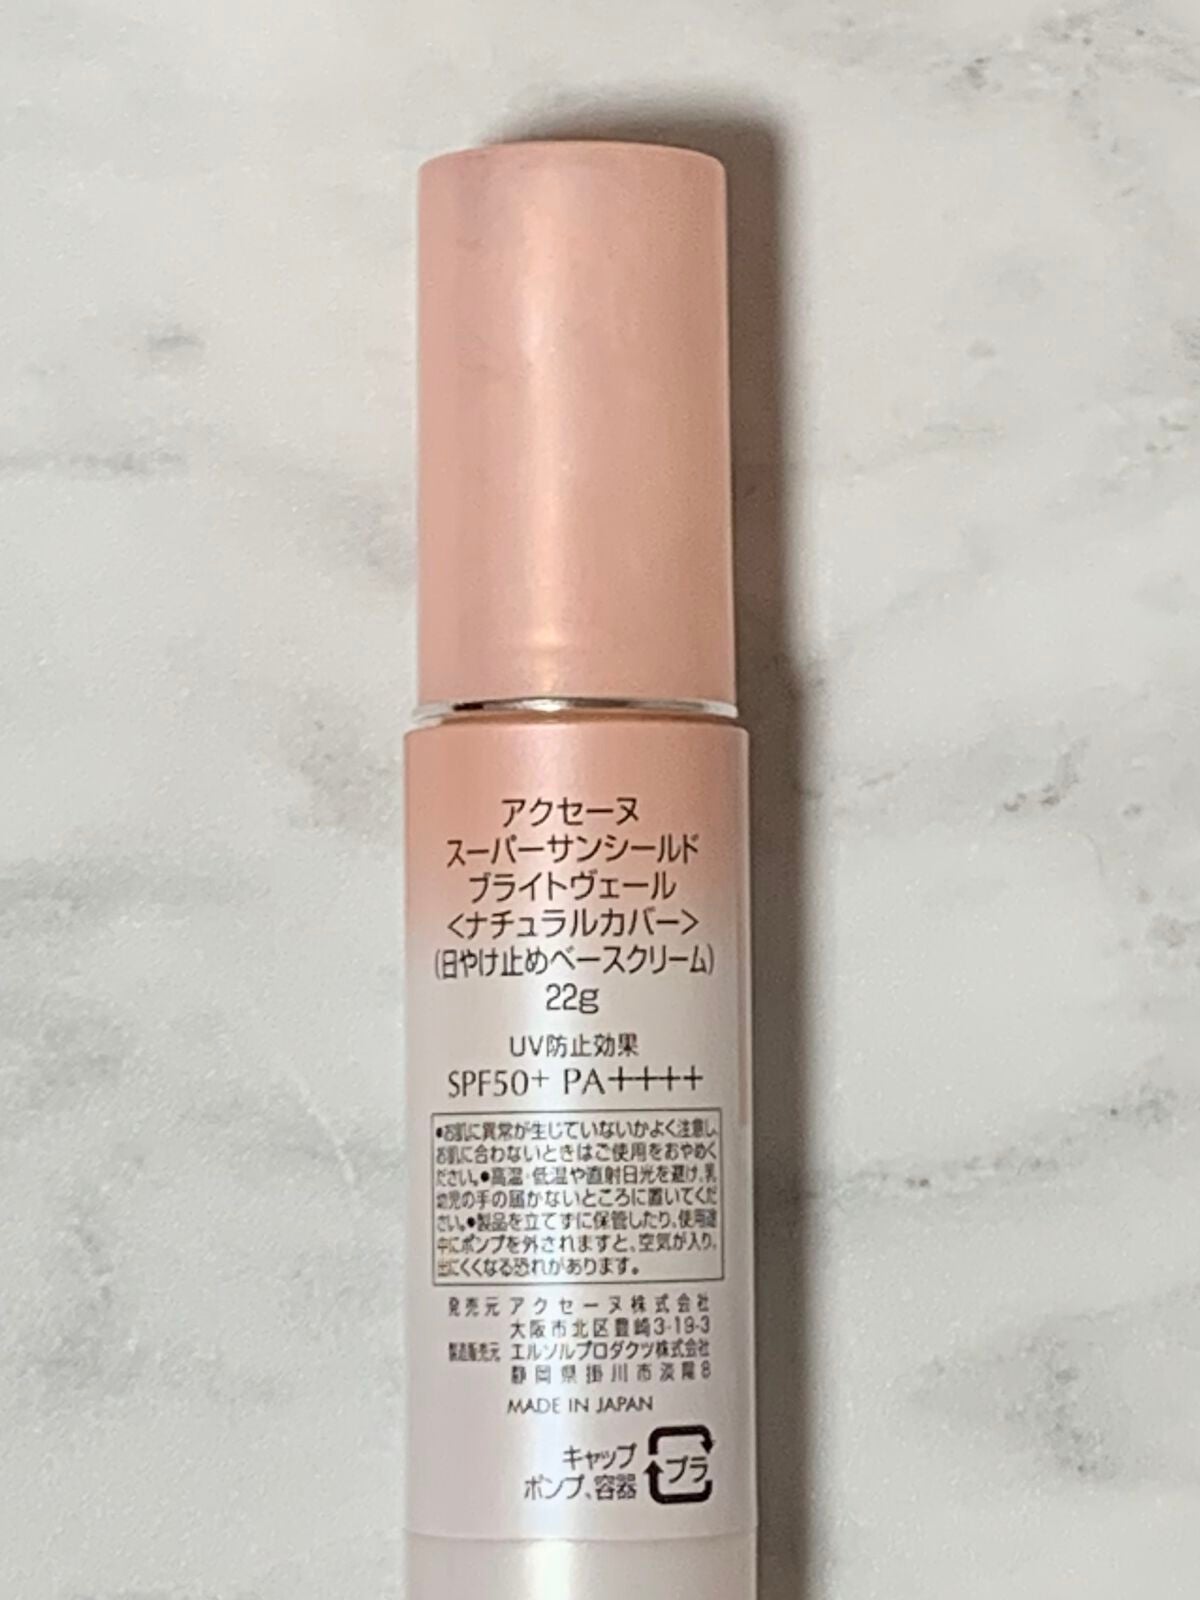 アクセーヌ
スーパーサンシールド
ブライトヴェール
<ナチュラルカバー>
(日やけ止めベースクリーム)
22g
UV防止効果
SPF50+ PA++++
●お肌に異常が生じていないかよく注意し、
お肌に合わないときはご使用をおやめく
ださい。●高温・低温や直射日光を避け、乳
幼児の手の届かないところに置いてくだ
さい。●製品を立てずに保管したり、使用途
中にポンプを外されますと、空気が入り、
出にくくなる恐れがあります。
発売元 アクセーヌ株式会社
大阪市北区豊崎3-19-3
製造販売元 エルソルプロダクツ株式会社
静岡県掛川市淡陽8
MADE IN JAPAN
キャップ
ポンプ、容器
プラ